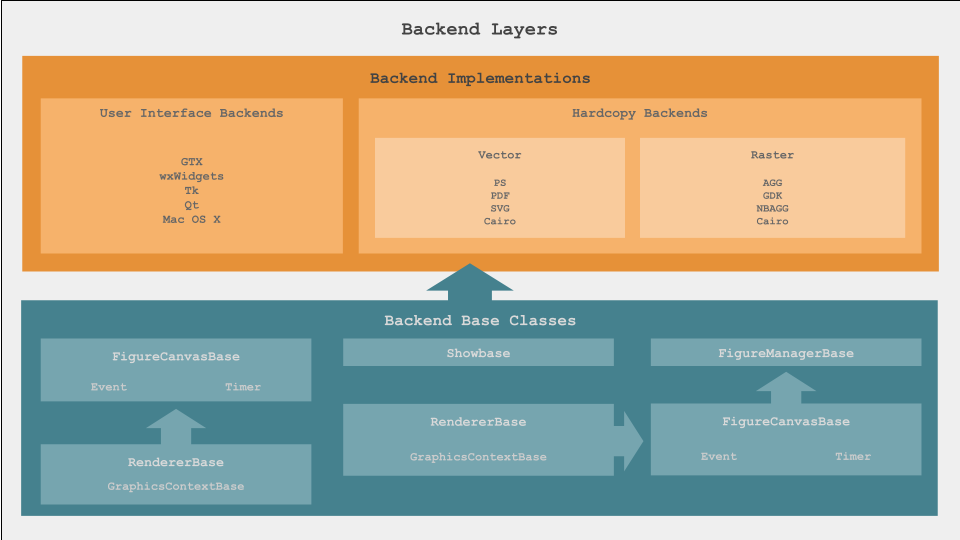 Backend Layers
Backend Implementations
User Interface Backends
GTX
wxWidgets
Tk
Qt
Mac OS X
Hardcopy Backends
Vector
PS
PDF
SVG
Cairo
Raster
AGG
GDK
NBAGG
Cairo
Backend Base Classes
FigureCanvasBase
Event Timer
RendererBase
GraphicsContextBase
Showbase
RendererBase
GraphicsContextBase
FigureManagerBase
FigureCanvasBase
Event Timer